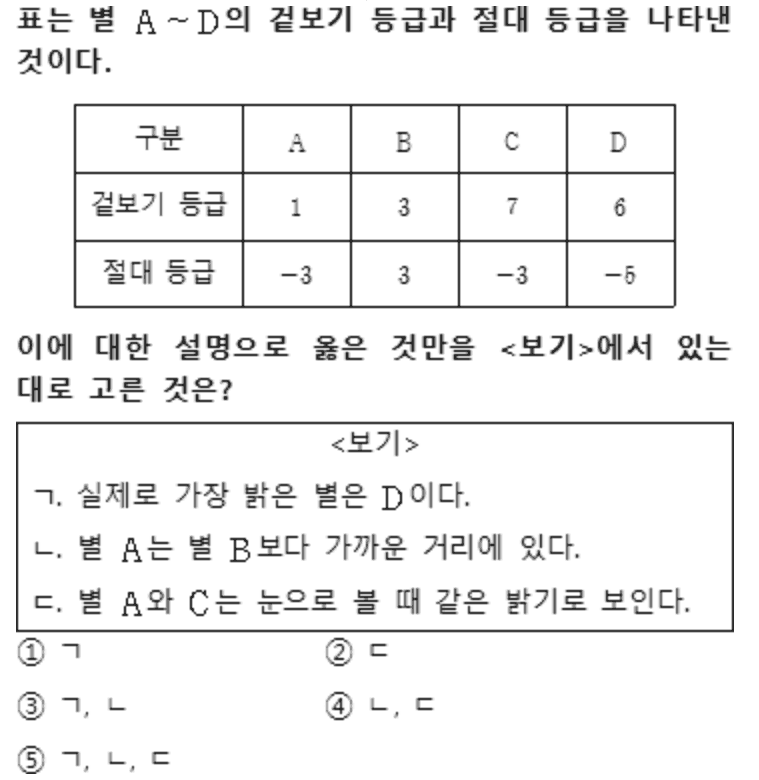 표는 별 A ~ D의 겉보기 등급과 절대 등급을 나타낸
것이다.
구분 A B C D
겉보기 등급 1 3 7 6
절대 등급 -3 3 -3 -5
이에 대한 설명으로 옳은 것만을 <보기>에서 있는
대로 고른 것은?
<보기>
ㄱ. 실제로 가장 밝은 별은 D이다.
ㄴ. 별 A는 별 B보다 가까운 거리에 있다.
ㄷ. 별 A와 C는 눈으로 볼 때 같은 밝기로 보인다.
① ㄱ ② ㄷ
③ ㄱ, ㄴ ④ ㄴ, ㄷ
⑤ ㄱ, ㄴ, ㄷ